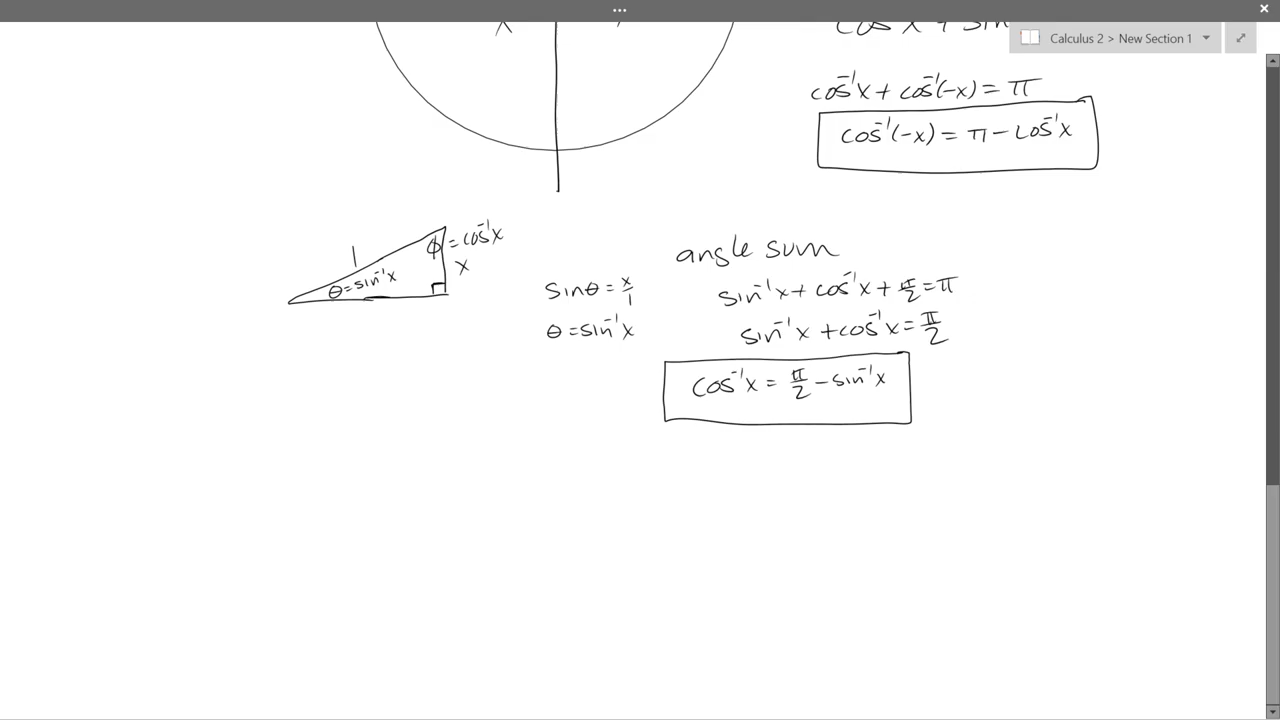 Calculus 2 > New Section 1
cos⁻¹x + cos⁻¹(-x) = π
cos⁻¹(-x) = π - cos⁻¹x
1
φ = cos⁻¹x
x
θ = sin⁻¹x
sinθ = x/1
θ = sin⁻¹x
angle sum
sin⁻¹x + cos⁻¹x + π/2 = π
sin⁻¹x + cos⁻¹x = π/2
cos⁻¹x = π/2 - sin⁻¹x